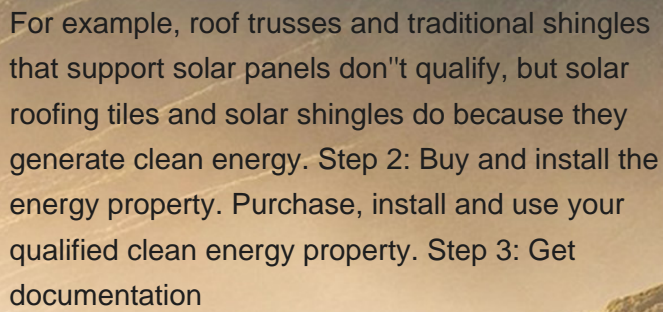 For example, roof trusses and traditional shingles
that support solar panels don''t qualify, but solar
roofing tiles and solar shingles do because they
generate clean energy. Step 2: Buy and install the
energy property. Purchase, install and use your
qualified clean energy property. Step 3: Get
documentation